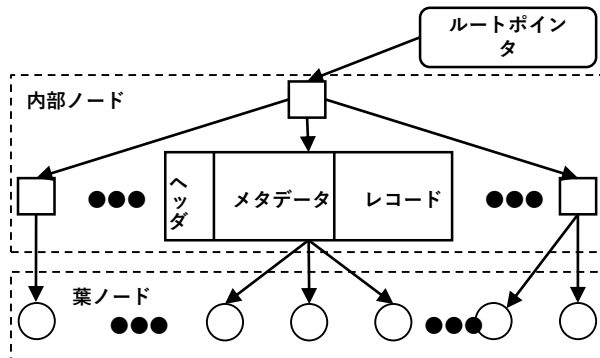 ルートポイン
タ
内部ノード
ヘッダ
メタデータ
レコード
葉ノード